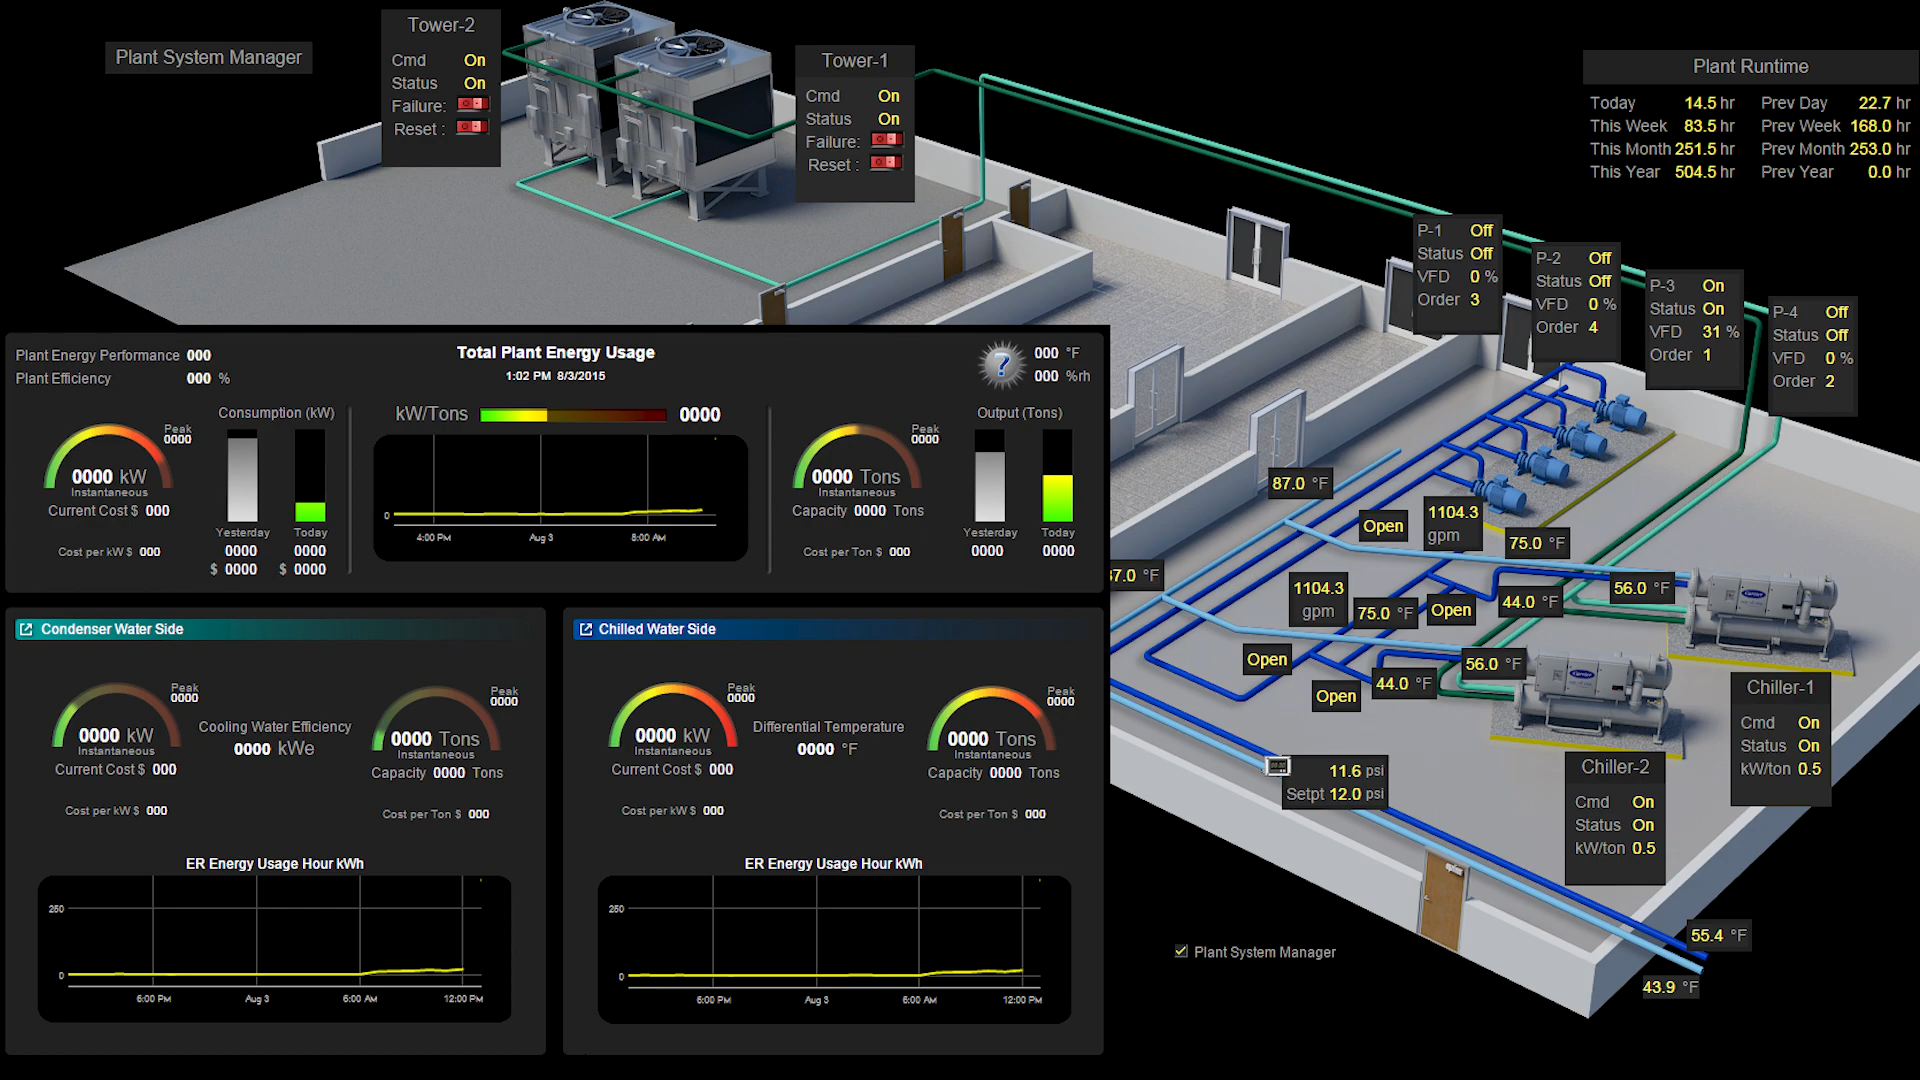 Plant System Manager
Tower-2
Cmd On
Status On
Failure:
Reset :
Tower-1
Cmd On
Status On
Failure:
Reset :
Plant Runtime
Today 14.5 hr Prev Day 22.7 hr
This Week 83.5 hr Prev Week 168.0 hr
This Month 251.5 hr Prev Month 253.0 hr
This Year 504.5 hr Prev Year 0.0 hr
P-1 Off
Status Off
VFD 0 %
Order 3
P-2 Off
Status Off
VFD 0 %
Order 4
P-3 On
Status On
VFD 31 %
Order 1
P-4 Off
Status Off
VFD 0 %
Order 2
Plant Energy Performance 000
Plant Efficiency 000 %
Total Plant Energy Usage
1:02 PM 8/3/2015
?
000 °F
000 %rh
Peak
0000
0000 kW
Instantaneous
Current Cost $ 000
Cost per kW $ 000
Consumption (kW)
Yesterday Today
0000 0000
$ 0000 $ 0000
kW/Tons 0000
0
4:00 PM Aug 3 8:00 AM
Peak
0000
0000 Tons
Instantaneous
Capacity 0000 Tons
Cost per Ton $ 000
Output (Tons)
Yesterday Today
0000 0000
87.0 °F
Open
1104.3
gpm
75.0 °F
7.0 °F
1104.3
gpm
75.0 °F
Open
44.0 °F
56.0 °F
Open
Open
44.0 °F
56.0 °F
Carrier
Carrier
Chiller-1
Cmd On
Status On
kW/ton 0.5
Chiller-2
Cmd On
Status On
kW/ton 0.5
11.6 psi
Setpt 12.0 psi
55.4 °F
43.9 °F
Plant System Manager
Condenser Water Side
Peak
0000
0000 kW
Instantaneous
Current Cost $ 000
Cost per kW $ 000
Cooling Water Efficiency
0000 kWe
Peak
0000
0000 Tons
Instantaneous
Capacity 0000 Tons
Cost per Ton $ 000
ER Energy Usage Hour kWh
250
0
6:00 PM Aug 3 6:00 AM 12:00 PM
Chilled Water Side
Peak
0000
0000 kW
Instantaneous
Current Cost $ 000
Cost per kW $ 000
Differential Temperature
0000 °F
Peak
0000
0000 Tons
Instantaneous
Capacity 0000 Tons
Cost per Ton $ 000
ER Energy Usage Hour kWh
250
0
6:00 PM Aug 3 6:00 AM 12:00 PM